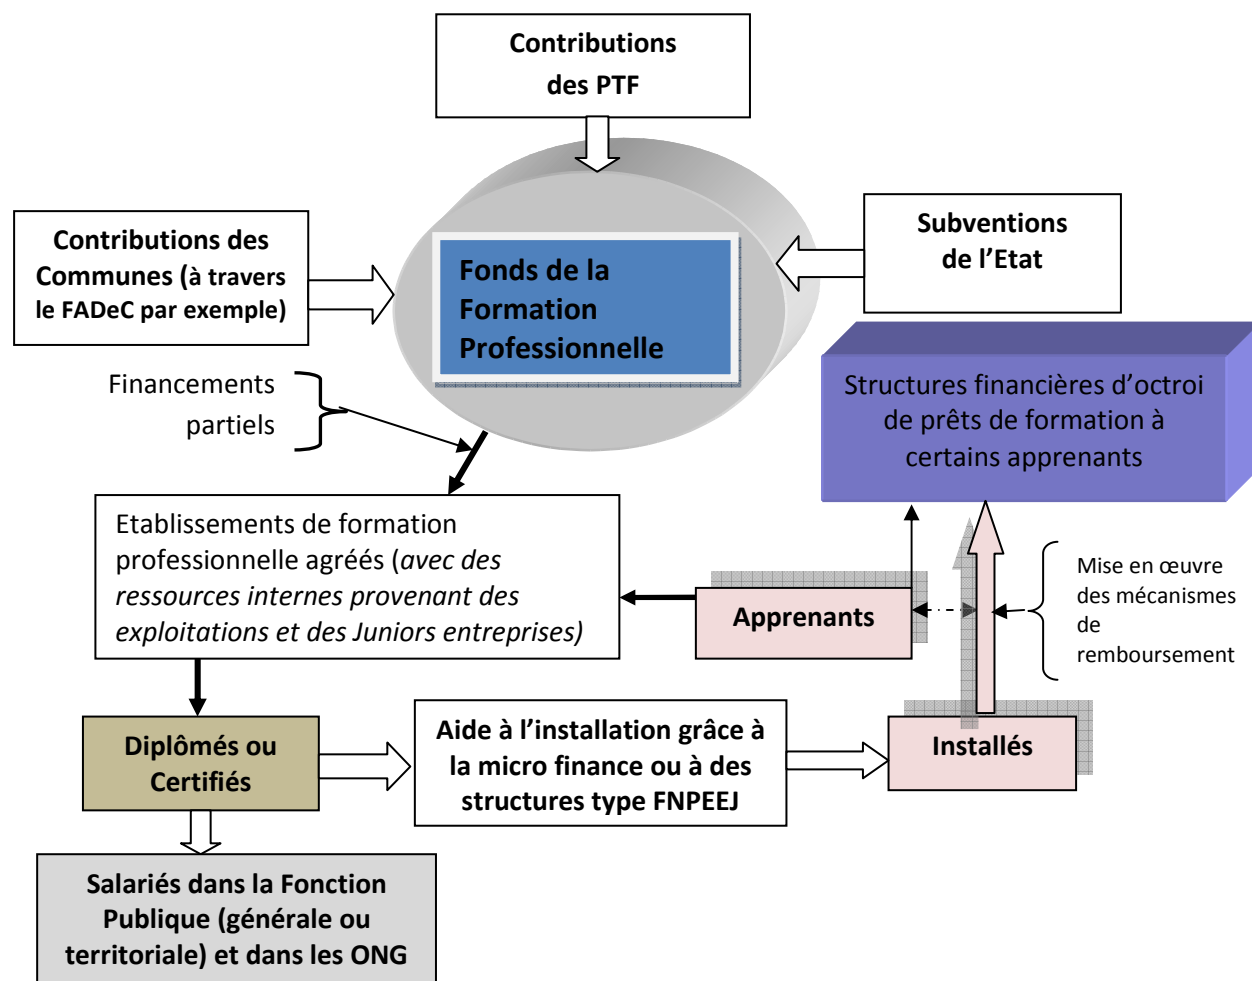 Contributions
des PTF
Contributions des
Communes (à travers
le FADeC par exemple)
Subventions
de l’Etat
Fonds de la
Formation
Professionnelle
Financements
partiels
Structures financières d’octroi
de prêts de formation à
certains apprenants
Etablissements de formation
professionnelle agréés (avec des
ressources internes provenant des
exploitations et des Juniors entreprises)
Apprenants
Mise en œuvre
des mécanismes
de
remboursement
Diplômés ou
Certifiés
Aide à l’installation grâce à
la micro finance ou à des
structures type FNPEEJ
Installés
Salariés dans la Fonction
Publique (générale ou
territoriale) et dans les ONG